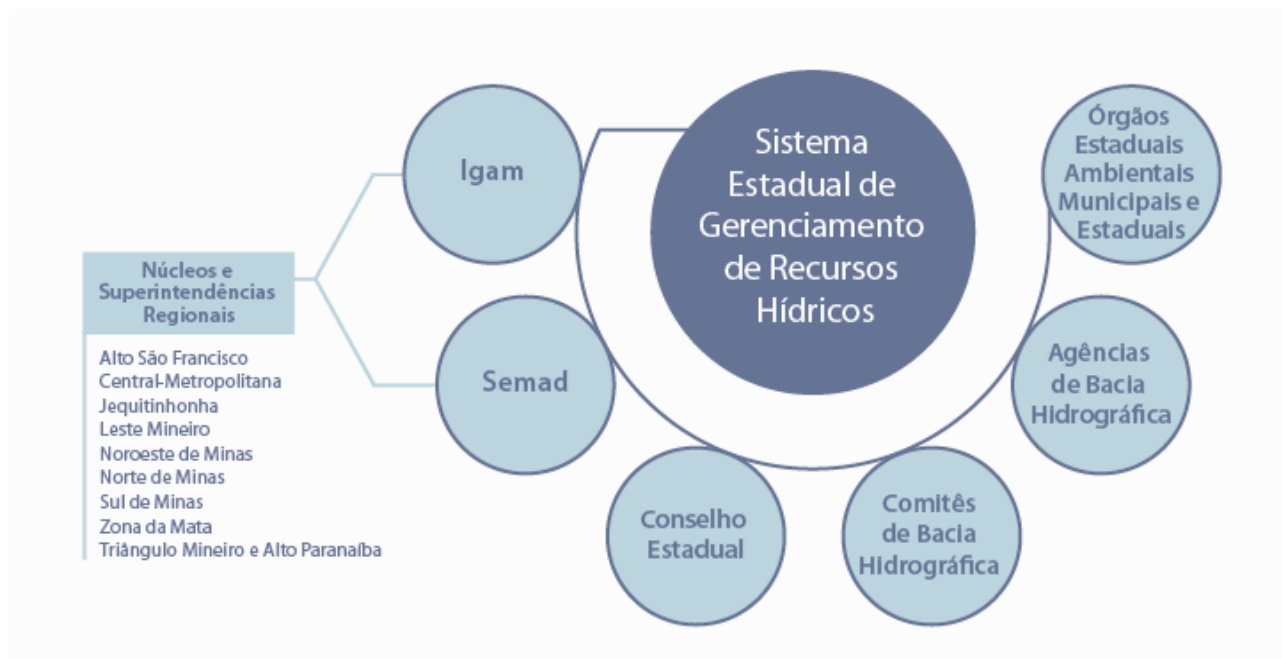 Sistema
Estadual de
Gerenciamento
de Recursos
Hídricos
Igam
Semad
Conselho
Estadual
Comitês
de Bacia
Hidrográfica
Agências
de Bacia
Hidrográfica
Órgãos
Estaduais
Ambientais
Municipais e
Estaduais
Núcleos e
Superintendências
Regionais
Alto São Francisco
Central-Metropolitana
Jequitinhonha
Leste Mineiro
Noroeste de Minas
Norte de Minas
Sul de Minas
Zona da Mata
Triângulo Mineiro e Alto Paranaíba